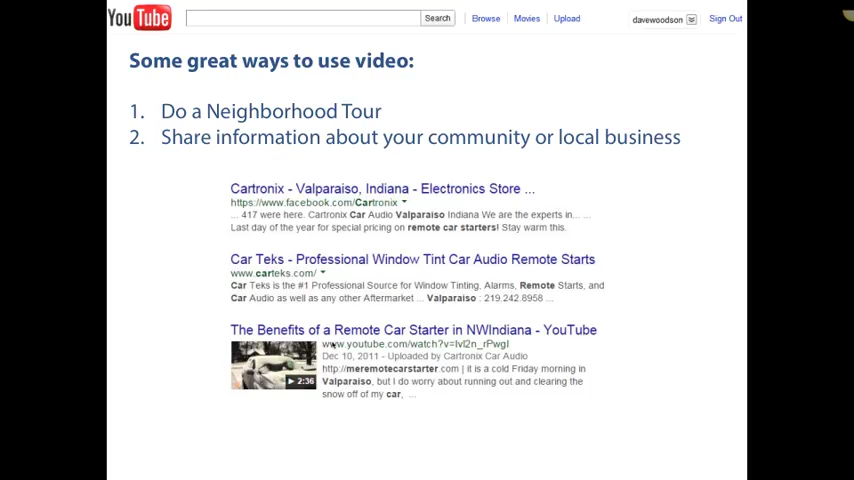 YouTube Search Browse Movies Upload davewoodson Sign Out
Some great ways to use video:
1. Do a Neighborhood Tour
2. Share information about your community or local business
Cartronix - Valparaiso, Indiana - Electronics Store ...
https://www.facebook.com/Cartronix
... 417 were here. Cartronix Car Audio Valparaiso Indiana We are the experts in... ...
Last day of the year for special pricing on remote car starters! Stay warm this.
Car Teks - Professional Window Tint Car Audio Remote Starts
www.carteks.com/
Car Teks is the #1 Professional Source for Window Tinting, Alarms, Remote Starts, and
Car Audio as well as any other Aftermarket ... Valparaiso : 219.242.8958 ...
The Benefits of a Remote Car Starter in NWIndiana - YouTube
www.youtube.com/watch?v=IvI2n_rPwgI
Dec 10, 2011 - Uploaded by Cartronix Car Audio
http://meremotecarstarter.com | it is a cold Friday morning in
2:36 Valparaiso, but I do worry about running out and clearing the
snow off of my car, ...